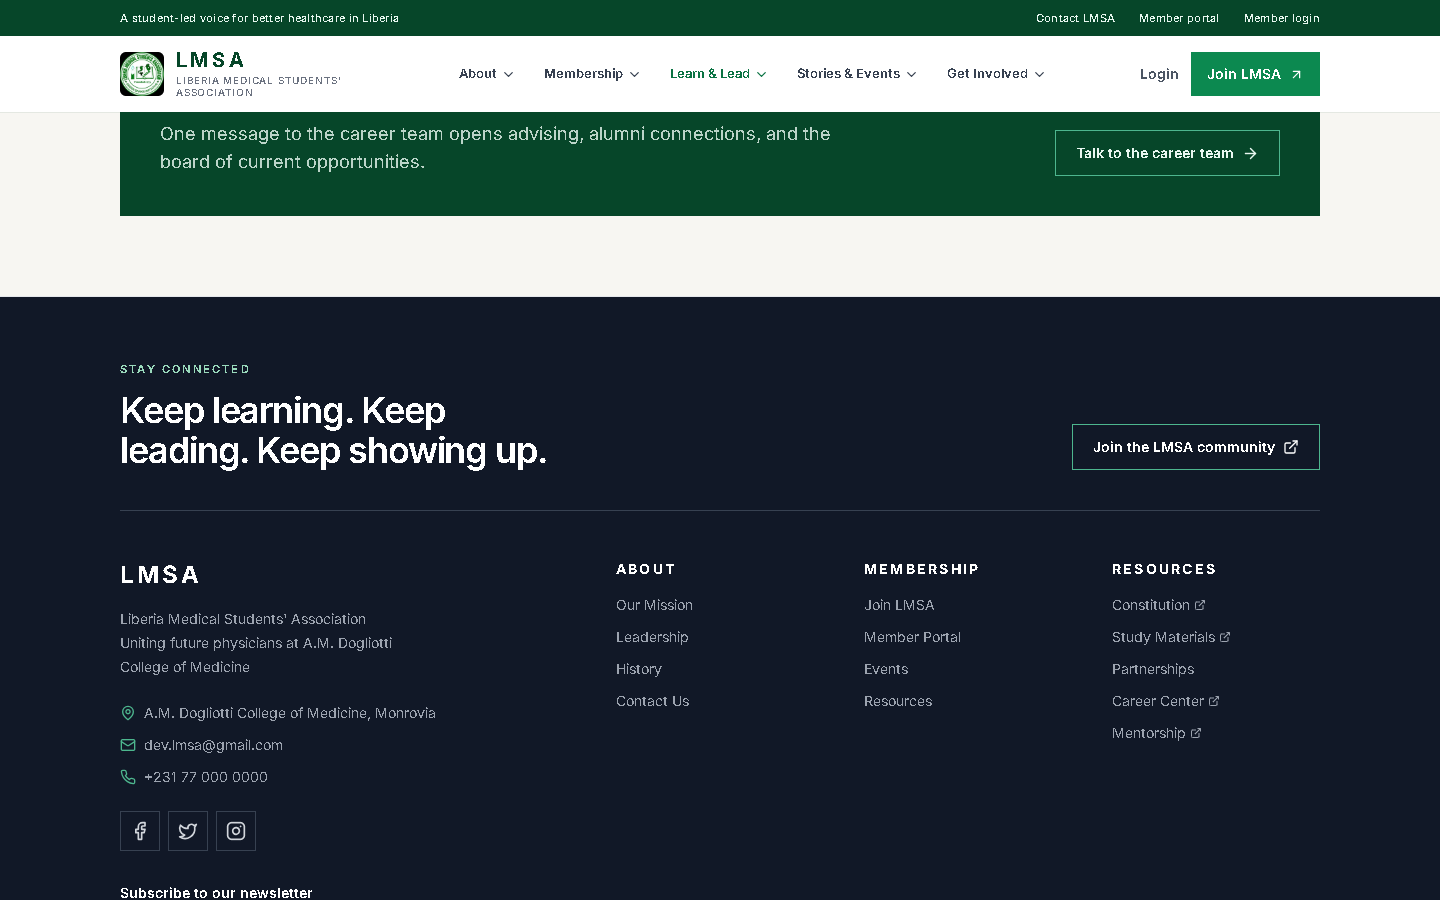 A student-led voice for better healthcare in Liberia
Contact LMSA
Member portal
Member login
LMSA
LIBERIA MEDICAL STUDENTS'
ASSOCIATION
About
Membership
Learn & Lead
Stories & Events
Get Involved
Login
Join LMSA
One message to the career team opens advising, alumni connections, and the
board of current opportunities.
Talk to the career team
STAY CONNECTED
Keep learning. Keep
leading. Keep showing up.
Join the LMSA community
LMSA
Liberia Medical Students' Association
Uniting future physicians at A.M. Dogliotti
College of Medicine
A.M. Dogliotti College of Medicine, Monrovia
dev.lmsa@gmail.com
+231 77 000 0000
ABOUT
Our Mission
Leadership
History
Contact Us
MEMBERSHIP
Join LMSA
Member Portal
Events
Resources
RESOURCES
Constitution
Study Materials
Partnerships
Career Center
Mentorship
Subscribe to our newsletter